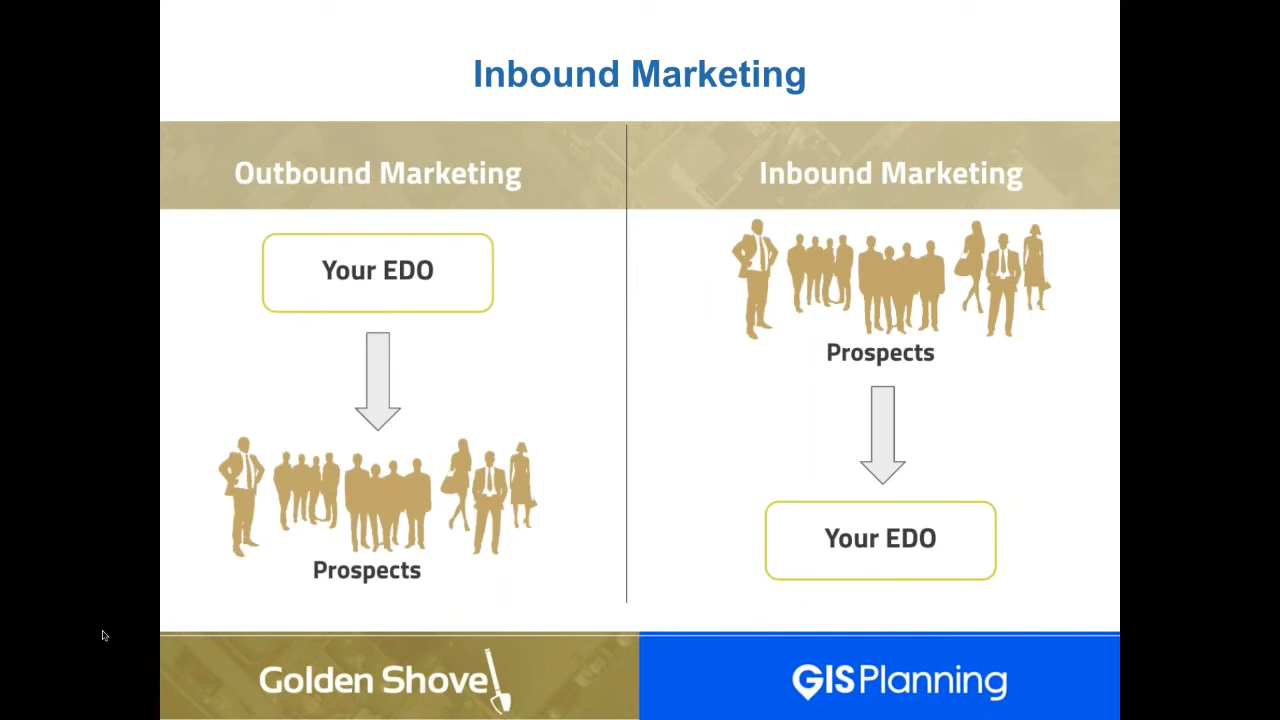 Inbound Marketing
Outbound Marketing
Your EDO
Prospects
Inbound Marketing
Prospects
Your EDO
Golden Shovel
GISPlanning